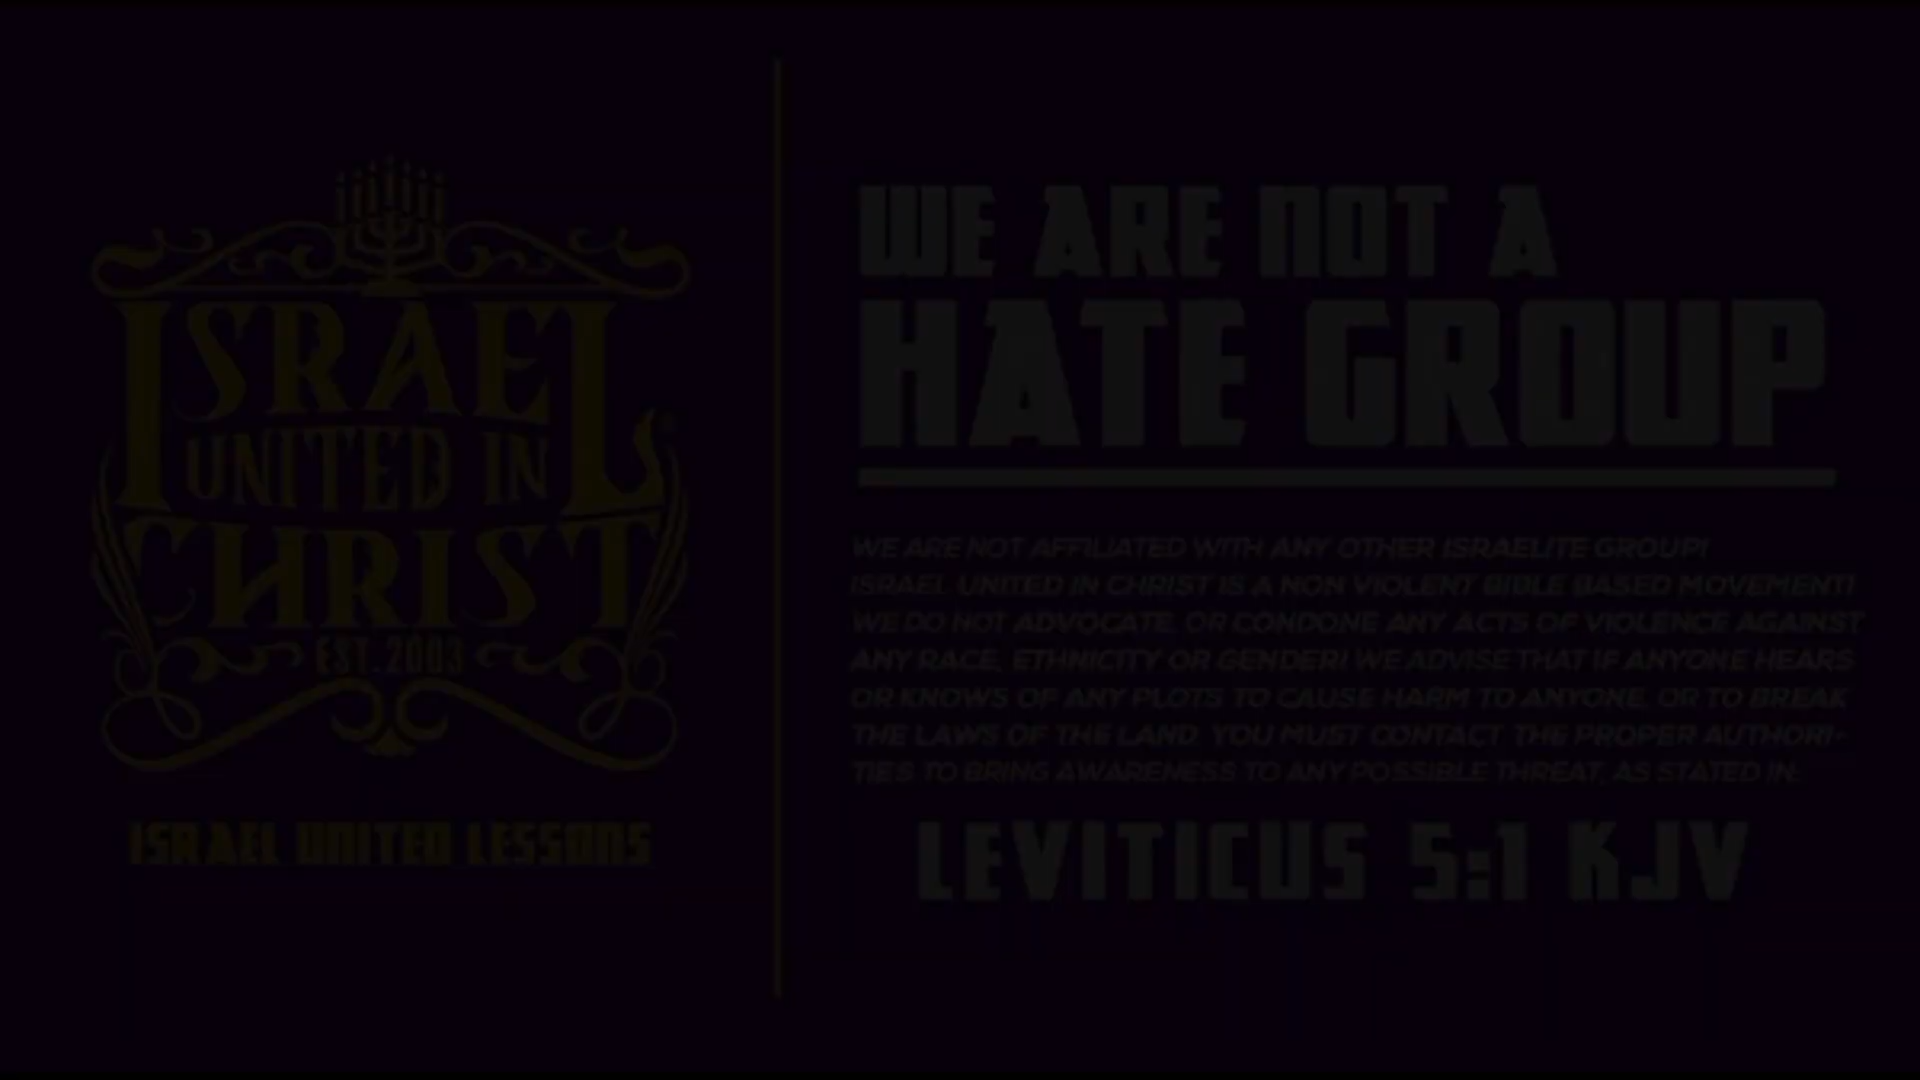 ISRAEL
UNITED IN
CHRIST
EST. 2003
ISRAEL UNITED LESSONS
WE ARE NOT A
HATE GROUP
WE ARE NOT AFFILIATED WITH ANY OTHER ISRAELITE GROUP!
ISRAEL UNITED IN CHRIST IS A NON VIOLENT BIBLE BASED MOVEMENT!
WE DO NOT ADVOCATE, OR CONDONE ANY ACTS OF VIOLENCE AGAINST
ANY RACE, ETHNICITY OR GENDER! WE ADVISE THAT IF ANYONE HEARS
OR KNOWS OF ANY PLOTS TO CAUSE HARM TO ANYONE, OR TO BREAK
THE LAWS OF THE LAND, YOU MUST CONTACT THE PROPER AUTHORI-
TIES TO BRING AWARENESS TO ANY POSSIBLE THREAT, AS STATED IN:
LEVITICUS 5:1 KJV